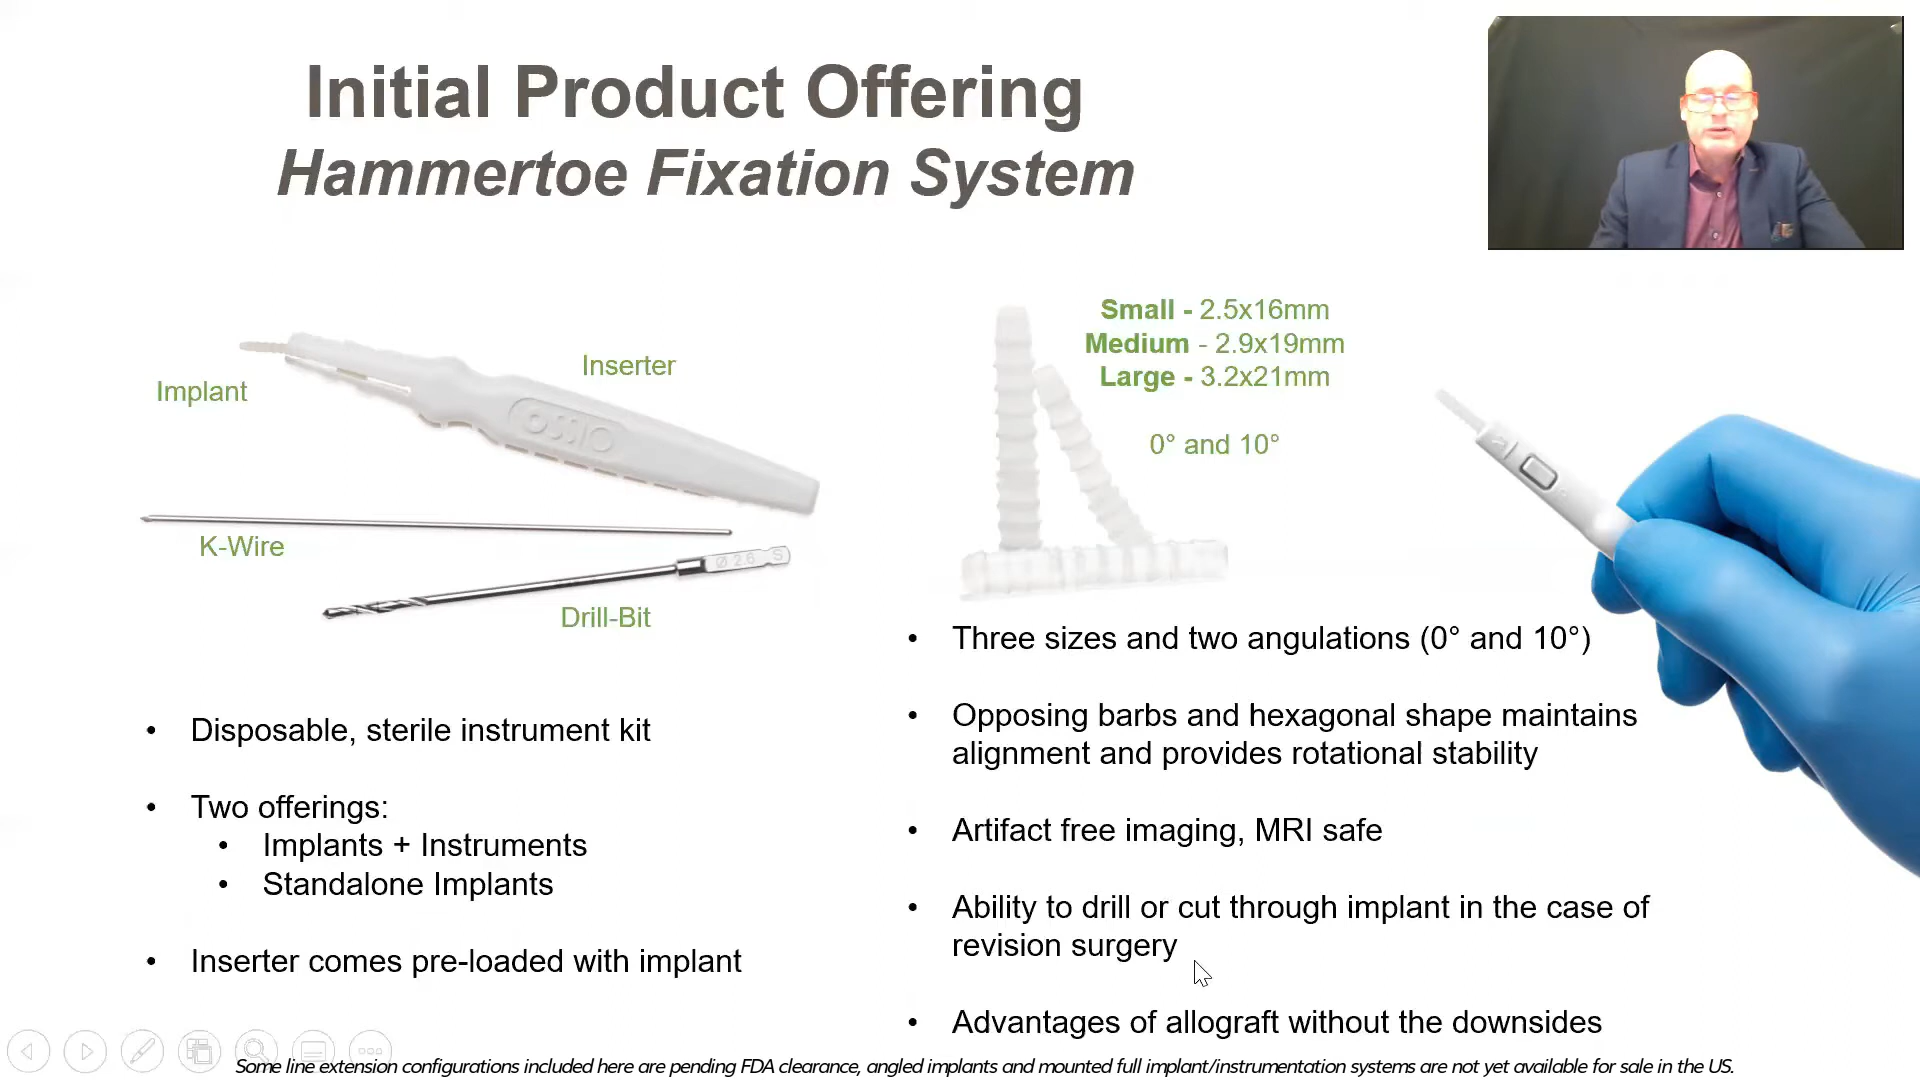 Initial Product Offering
Hammertoe Fixation System
Implant
Inserter
OSSIO
K-Wire
Ø 2.6 S
Drill-Bit
Small - 2.5x16mm
Medium - 2.9x19mm
Large - 3.2x21mm
0° and 10°
• Disposable, sterile instrument kit
• Two offerings:
• Implants + Instruments
• Standalone Implants
• Inserter comes pre-loaded with implant
• Three sizes and two angulations (0° and 10°)
• Opposing barbs and hexagonal shape maintains
alignment and provides rotational stability
• Artifact free imaging, MRI safe
• Ability to drill or cut through implant in the case of
revision surgery
• Advantages of allograft without the downsides
Some line extension configurations included here are pending FDA clearance, angled implants and mounted full implant/instrumentation systems are not yet available for sale in the US.